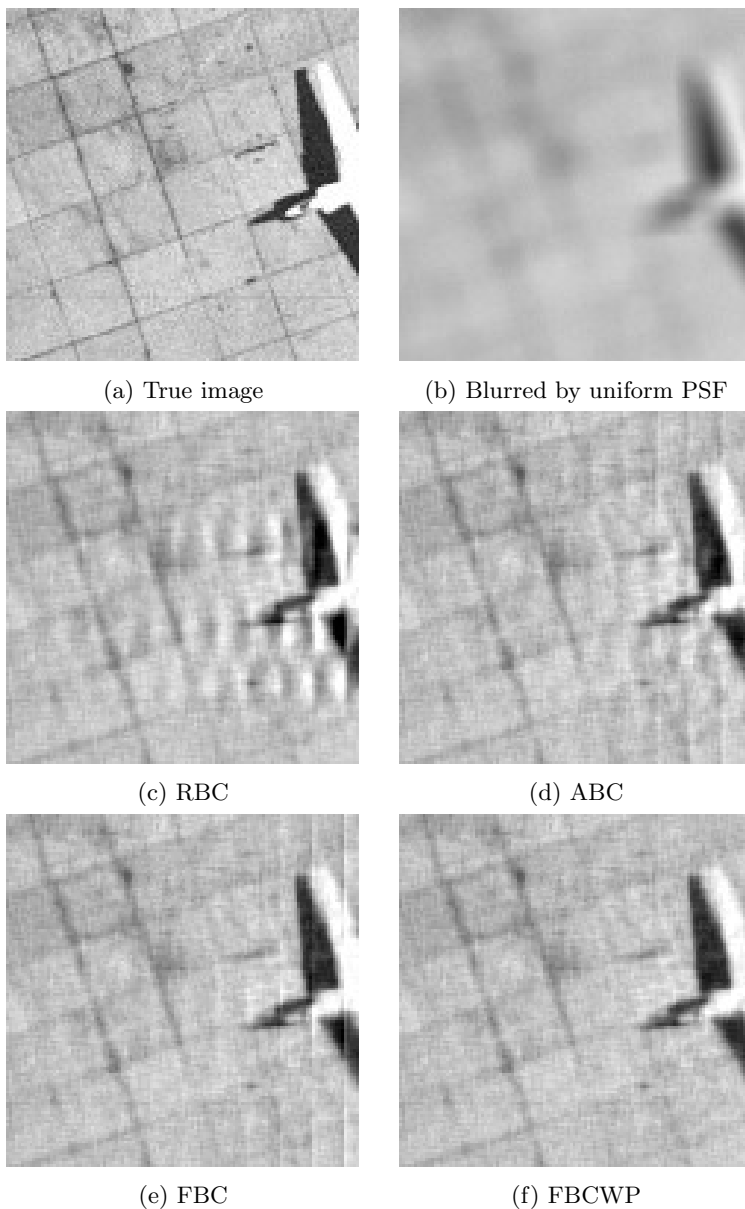 (a) True image
(b) Blurred by uniform PSF
(c) RBC
(d) ABC
(e) FBC
(f) FBCWP